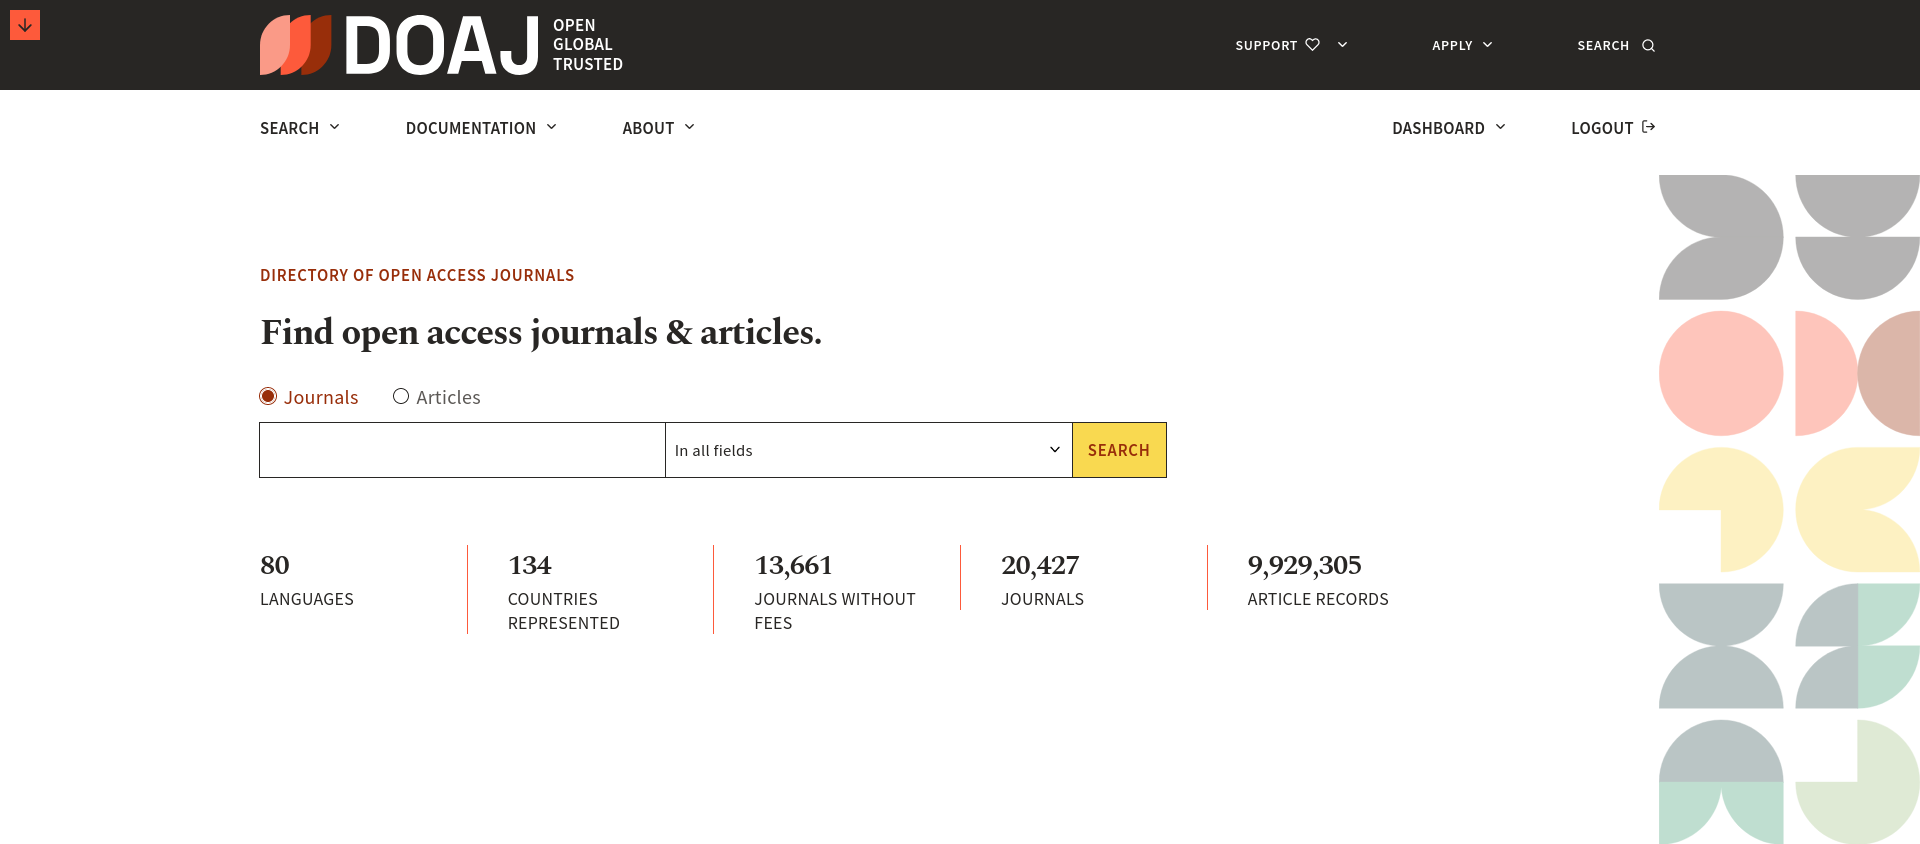 DOAJ
OPEN
GLOBAL
TRUSTED
SUPPORT
APPLY
SEARCH
SEARCH
DOCUMENTATION
ABOUT
DASHBOARD
LOGOUT
DIRECTORY OF OPEN ACCESS JOURNALS
Find open access journals & articles.
Journals
Articles
In all fields
SEARCH
80
LANGUAGES
134
COUNTRIES
REPRESENTED
13,661
JOURNALS WITHOUT
FEES
20,427
JOURNALS
9,929,305
ARTICLE RECORDS